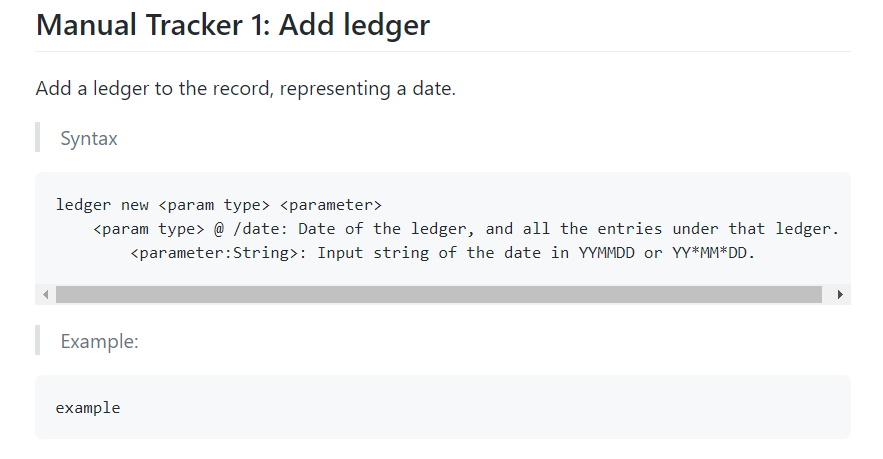 Manual Tracker 1: Add ledger
Add a ledger to the record, representing a date.
Syntax
ledger new <param type> <parameter>
<param type> @ /date: Date of the ledger, and all the entries under that ledger.
<parameter:String>: Input string of the date in YYMMDD or YY*MM*DD.
Example:
example